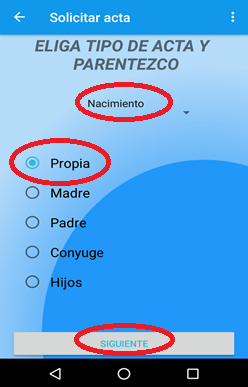 Solicitar acta
ELIGA TIPO DE ACTA Y
PARENTEZCO
Nacimiento
Propia
Madre
Padre
Conyuge
Hijos
SIGUIENTE